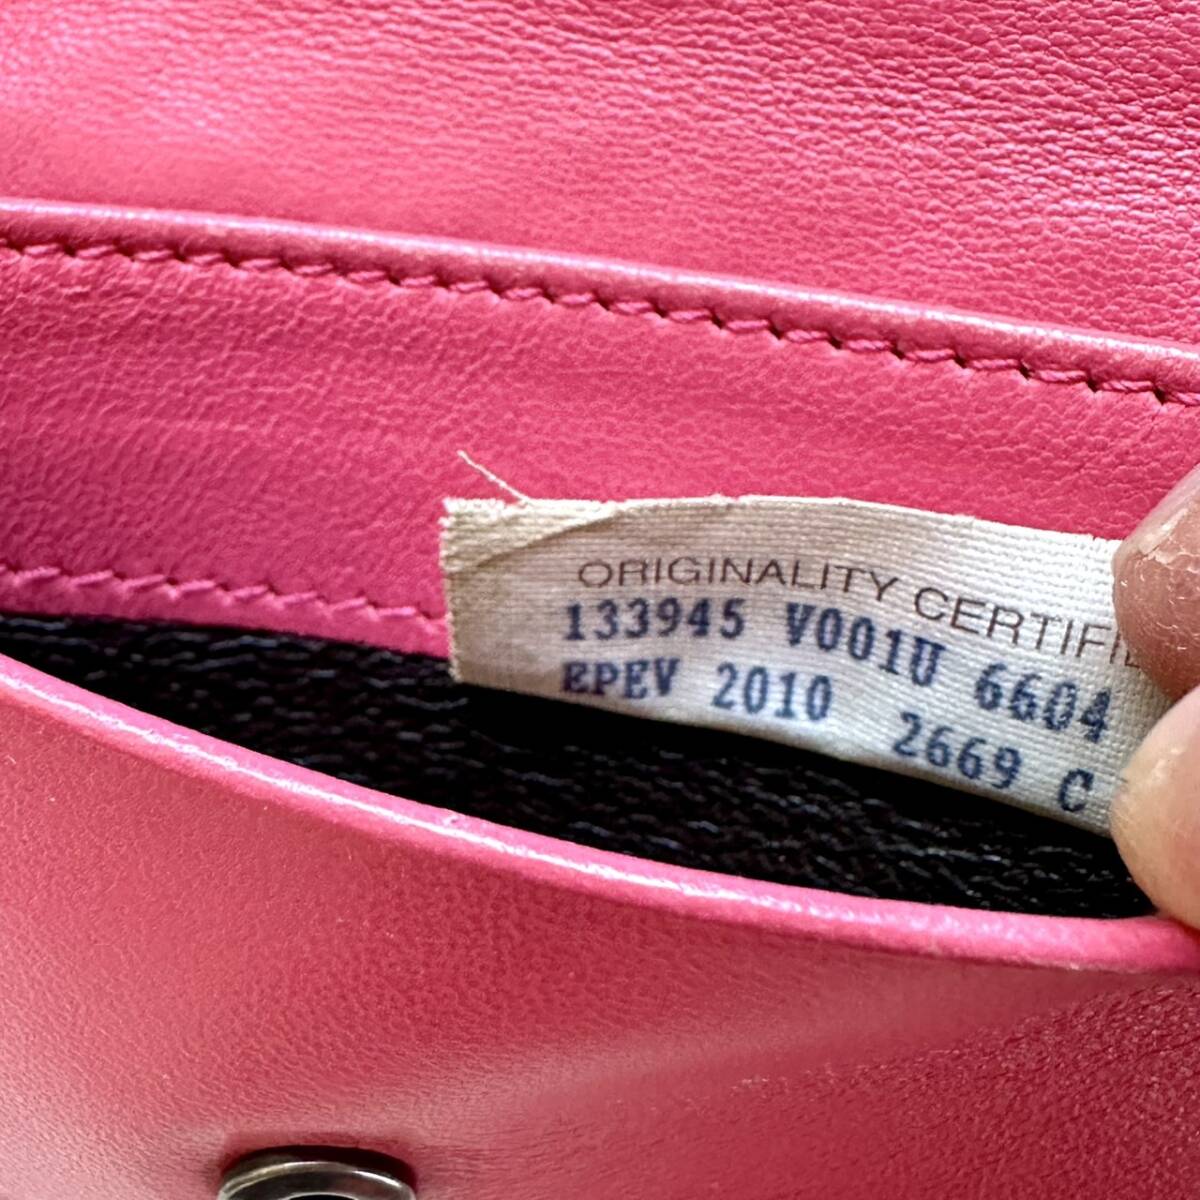 ORIGINALITY CERTIFI
133945 V001U 6604
EPEV 2010 2669 C